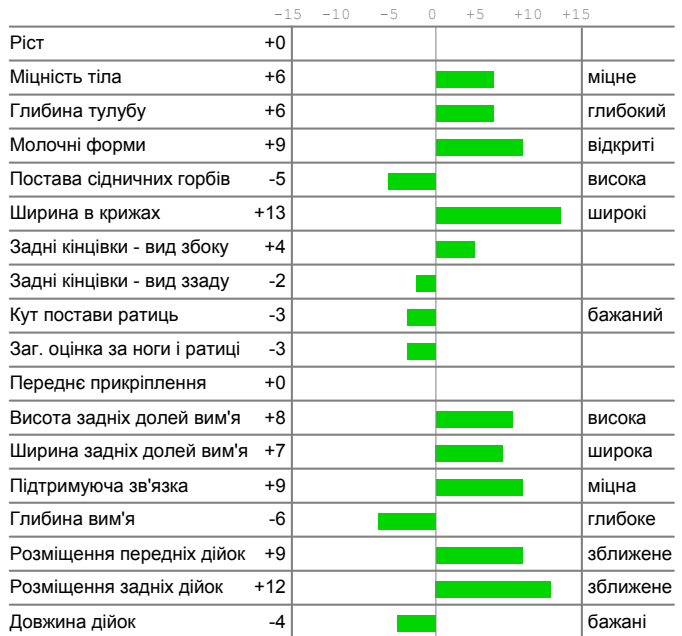 -15 -10 -5 0 +5 +10 +15
Ріст +0
Міцність тіла +6 міцне
Глибина тулубу +6 глибокий
Молочні форми +9 відкриті
Постава сідничних горбів -5 висока
Ширина в крижах +13 широкі
Задні кінцівки - вид збоку +4
Задні кінцівки - вид ззаду -2
Кут постави ратиць -3 бажаний
Заг. оцінка за ноги і ратиці -3
Переднє прикріплення +0
Висота задніх долей вим'я +8 висока
Ширина задніх долей вим'я +7 широка
Підтримуюча зв'язка +9 міцна
Глибина вим'я -6 глибоке
Розміщення передніх дійок +9 зближене
Розміщення задніх дійок +12 зближене
Довжина дійок -4 бажані